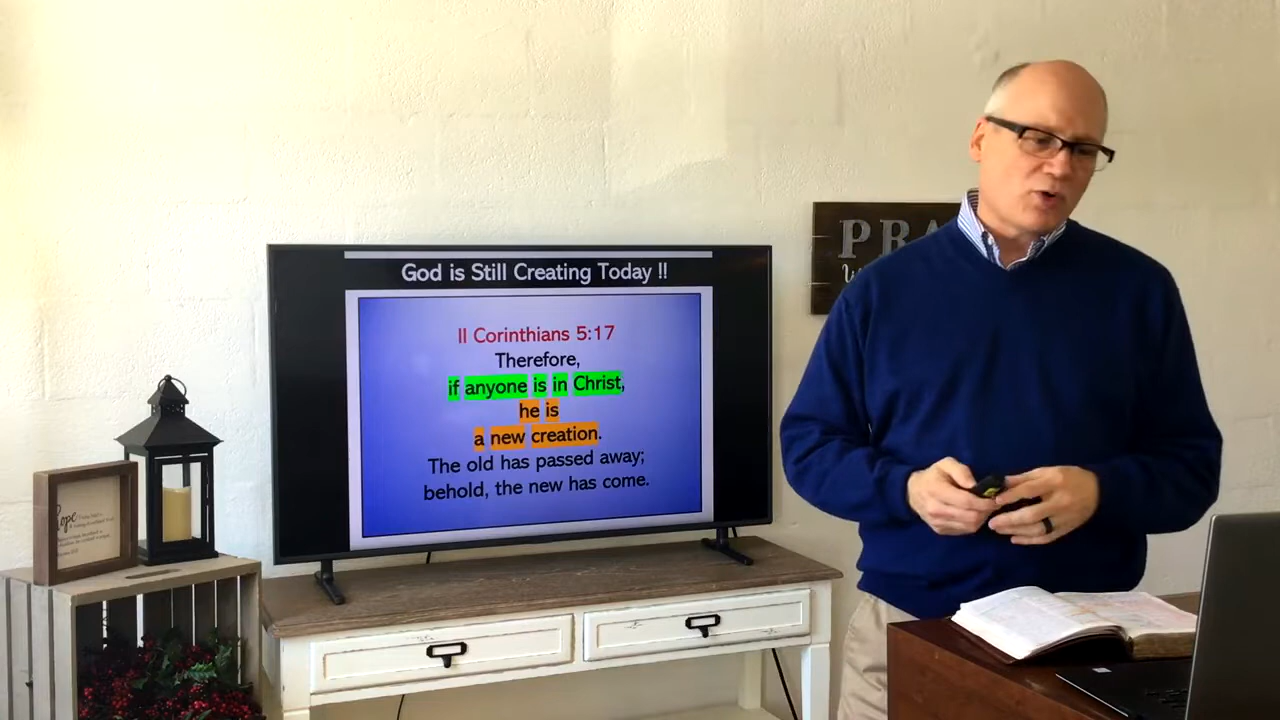 God is Still Creating Today !!
II Corinthians 5:17
Therefore,
if anyone is in Christ,
he is
a new creation.
The old has passed away;
behold, the new has come.
PRA